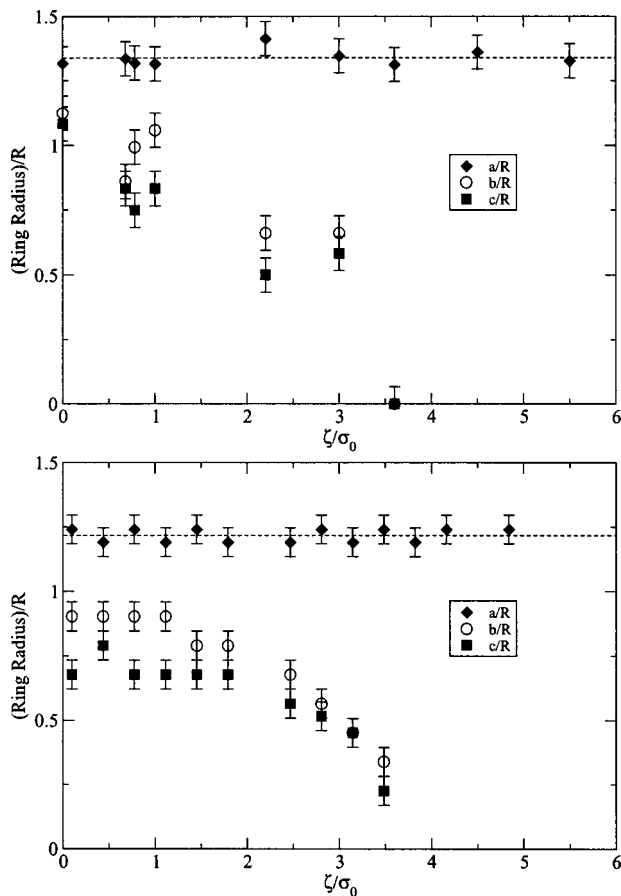 1.5
1
0.5
0
(Ring Radius)/R
a/R
b/R
c/R
0 1 2 3 4 5 6
ζ/σ₀
1.5
1
0.5
0
(Ring Radius)/R
a/R
b/R
c/R
0 1 2 3 4 5 6
ζ/σ₀